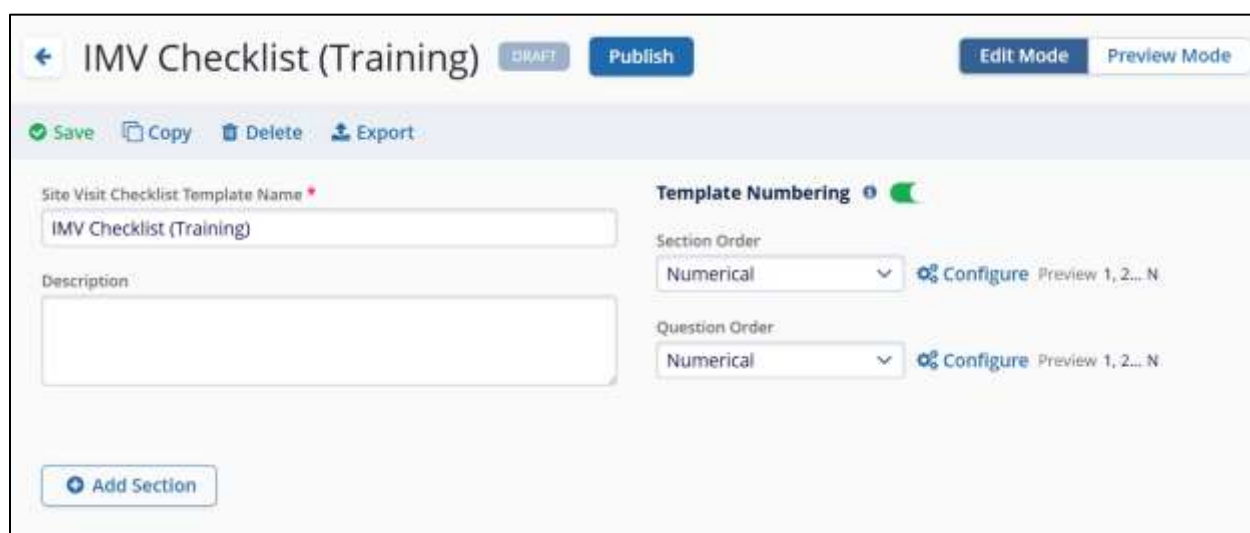 IMV Checklist (Training) DRAFT Publish Edit Mode Preview Mode
Save Copy Delete Export
Site Visit Checklist Template Name *
IMV Checklist (Training)
Description
Template Numbering
Section Order
Numerical Configure Preview 1, 2... N
Question Order
Numerical Configure Preview 1, 2... N
Add Section